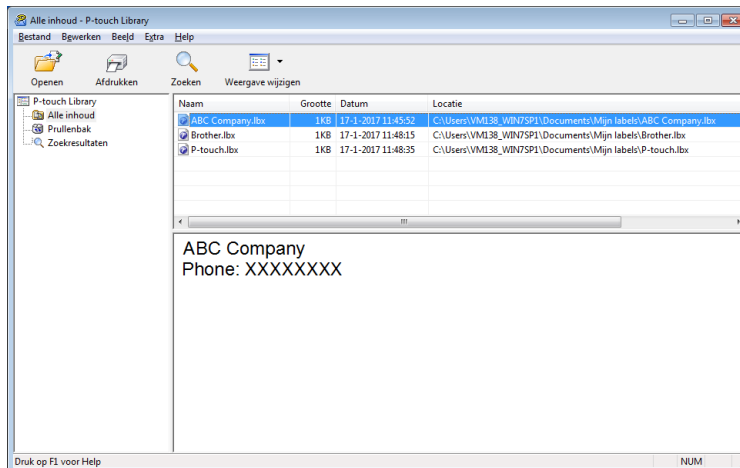 Alle inhoud - P-touch Library
Bestand Bewerken Beeld Extra Help
Openen Afdrukken Zoeken Weergave wijzigen
P-touch Library
Alle inhoud
Prullenbak
Zoekresultaten
Naam Grootte Datum Locatie
ABC Company.lbx 1KB 17-1-2017 11:45:52 C:\Users\VM138_WIN7SP1\Documents\Mijn labels\ABC Company.lbx
Brother.lbx 1KB 17-1-2017 11:48:15 C:\Users\VM138_WIN7SP1\Documents\Mijn labels\Brother.lbx
P-touch.lbx 1KB 17-1-2017 11:48:35 C:\Users\VM138_WIN7SP1\Documents\Mijn labels\P-touch.lbx
ABC Company
Phone: XXXXXXXX
Druk op F1 voor Help NUM